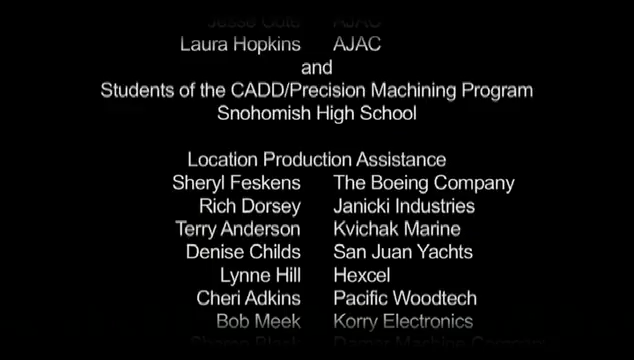 Jesse Cote AJAC
Laura Hopkins AJAC
and
Students of the CADD/Precision Machining Program
Snohomish High School
Location Production Assistance
Sheryl Feskens The Boeing Company
Rich Dorsey Janicki Industries
Terry Anderson Kvichak Marine
Denise Childs San Juan Yachts
Lynne Hill Hexcel
Cheri Adkins Pacific Woodtech
Bob Meek Korry Electronics